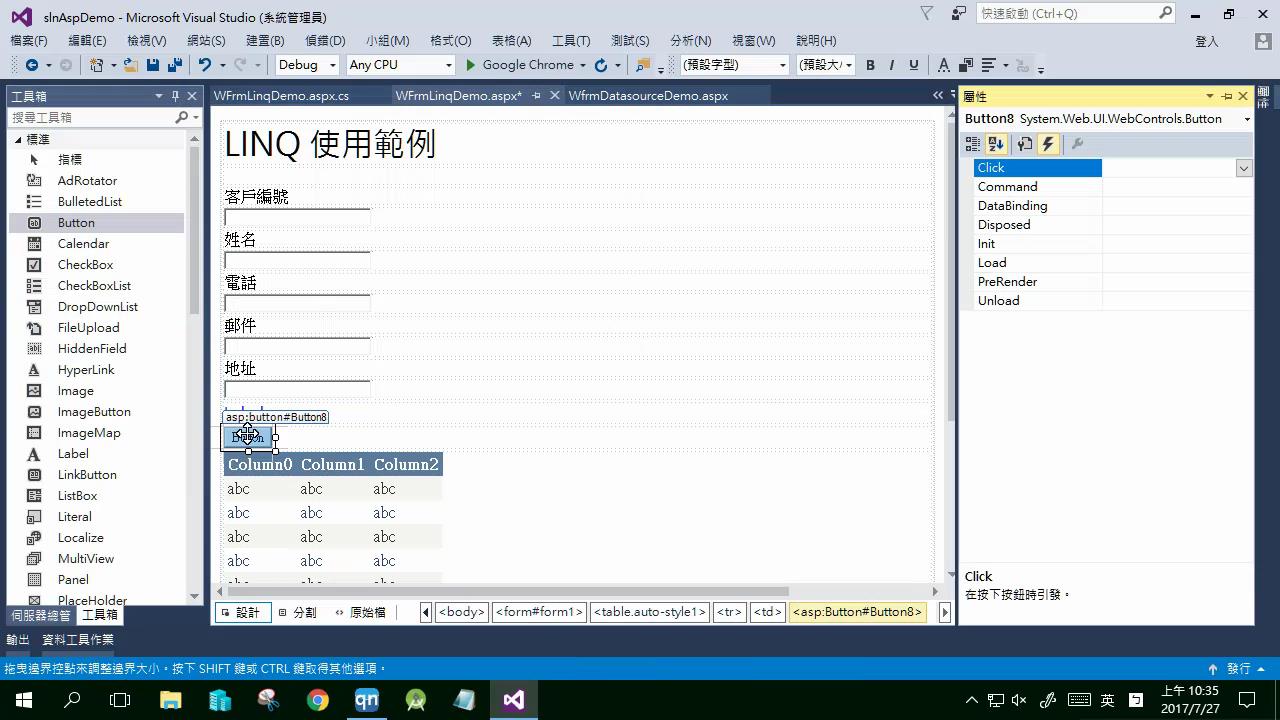 slnAspDemo - Microsoft Visual Studio (系統管理員)
快速啟動 (Ctrl+Q)
檔案(F) 編輯(E) 檢視(V) 網站(S) 建置(B) 偵錯(D) 小組(M) 格式(O) 表格(A) 工具(T) 測試(S) 分析(N) 視窗(W) 說明(H) 登入
Debug Any CPU Google Chrome (預設字型) (預設大/ B I U
工具箱
搜尋工具箱
標準
指標
AdRotator
BulletedList
Button
Calendar
CheckBox
CheckBoxList
DropDownList
FileUpload
HiddenField
HyperLink
Image
ImageButton
ImageMap
Label
LinkButton
ListBox
Literal
Localize
MultiView
Panel
PlaceHolder
伺服器總管 工具箱
WFrmLinqDemo.aspx.cs WFrmLinqDemo.aspx* WfrmDatasourceDemo.aspx
LINQ 使用範例
客戶編號
姓名
電話
郵件
地址
asp:button#Button8
Column0 Column1 Column2
abc abc abc
abc abc abc
abc abc abc
abc abc abc
abc abc abc
設計 分割 原始檔 <body> <form#form1> <table.auto-style1> <tr> <td> <asp:Button#Button8>
屬性
Button8 System.Web.UI.WebControls.Button
Click
Command
DataBinding
Disposed
Init
Load
PreRender
Unload
Click
在按下按鈕時引發。
輸出 資料工具作業
拖曳邊界控點來調整邊界大小。按下 SHIFT 鍵或 CTRL 鍵取得其他選項。 發行
qn 英 上午 10:35
2017/7/27